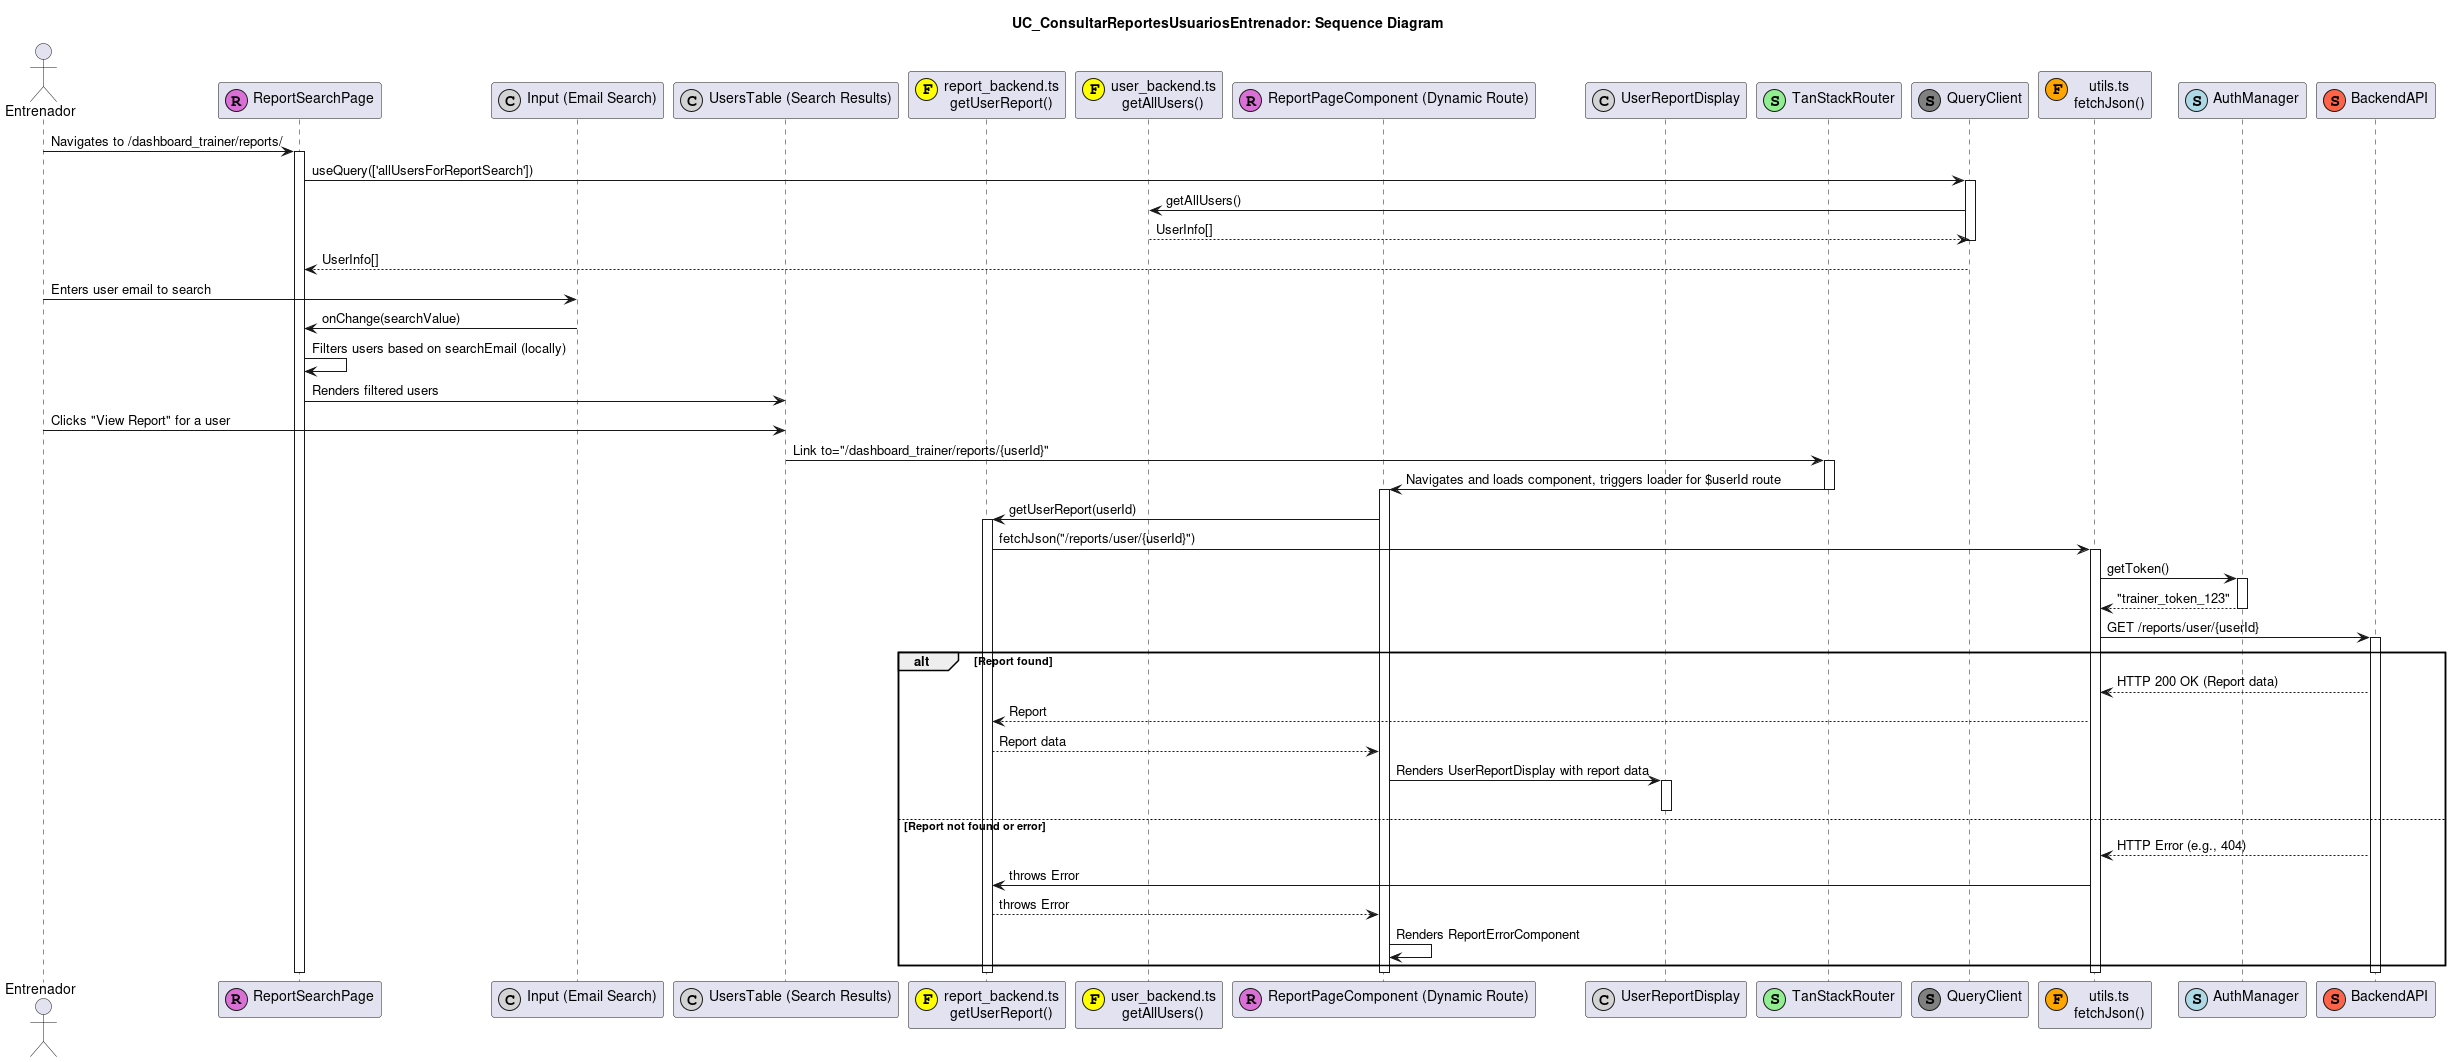 UC_ConsultarReportesUsuariosEntrenador: Sequence Diagram
Entrenador
R ReportSearchPage
C Input (Email Search)
C UsersTable (Search Results)
F report_backend.ts
getUserReport()
F user_backend.ts
getAllUsers()
R ReportPageComponent (Dynamic Route)
C UserReportDisplay
S TanStackRouter
S QueryClient
F utils.ts
fetchJson()
S AuthManager
S BackendAPI
Navigates to /dashboard_trainer/reports/
useQuery(['allUsersForReportSearch'])
getAllUsers()
UserInfo[]
UserInfo[]
Enters user email to search
onChange(searchValue)
Filters users based on searchEmail (locally)
Renders filtered users
Clicks "View Report" for a user
Link to="/dashboard_trainer/reports/{userId}"
Navigates and loads component, triggers loader for $userId route
getUserReport(userId)
fetchJson("/reports/user/{userId}")
getToken()
"trainer_token_123"
GET /reports/user/{userId}
alt [Report found]
HTTP 200 OK (Report data)
Report
Report data
Renders UserReportDisplay with report data
[Report not found or error]
HTTP Error (e.g., 404)
throws Error
throws Error
Renders ReportErrorComponent
Entrenador
R ReportSearchPage
C Input (Email Search)
C UsersTable (Search Results)
F report_backend.ts
getUserReport()
F user_backend.ts
getAllUsers()
R ReportPageComponent (Dynamic Route)
C UserReportDisplay
S TanStackRouter
S QueryClient
F utils.ts
fetchJson()
S AuthManager
S BackendAPI